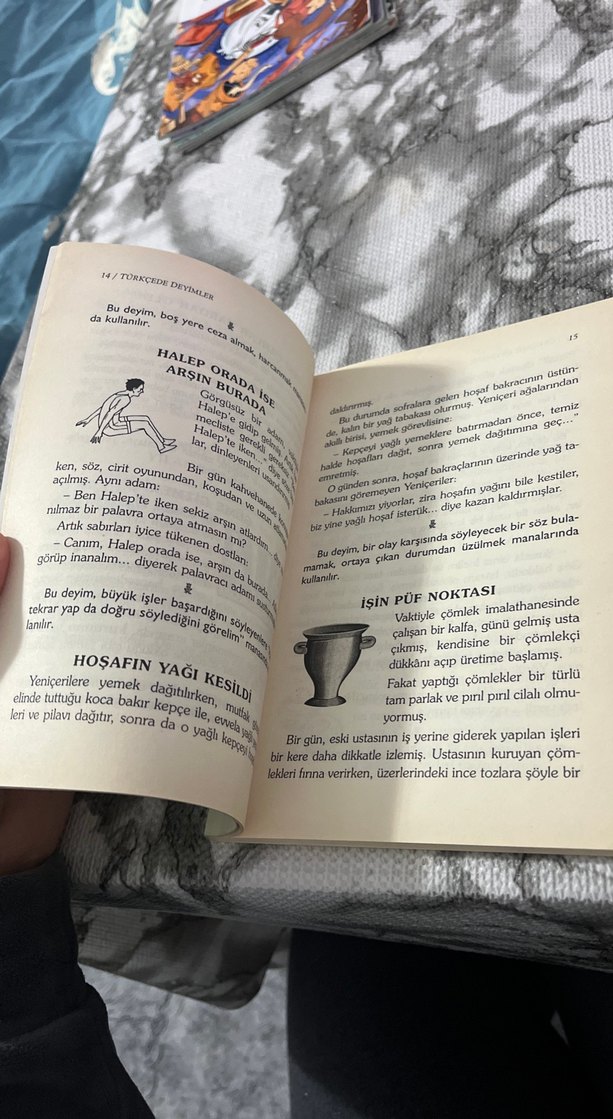 14 / TÜRKÇEDE DEYİMLER
Bu deyim, boş yere ceza almak, harcanmak
da kullanılır.
HALEP ORADA İSE
ARŞIN BURADA
Görgüsüz bir adam,
Halep'e gidip gelmiş
mecliste gerekli gereksiz
Halep'te iken... diye
lar, dinleyenleri usandırır
Bir gün kahvehanede
ken, söz, cirit oyunundan, koşudan ve uzun
açılmış. Aynı adam:
– Ben Halep'te iken sekiz arşın atlardım... diye
nılmaz bir palavra ortaya atmasın mı?
Artık sabırları iyice tükenen dostları:
– Canım, Halep orada ise, arşın da burada.
görüp inanalım... diyerek palavracı adamı
Bu deyim, büyük işler başardığını söyleyenlere
tekrar yap da doğru söylediğini görelim"
lanılır.
HOŞAFIN YAĞI KESİLDİ
Yeniçerilere yemek dağıtılırken, mutfak
elinde tuttuğu koca bakır kepçe ile, evvela yağlı
leri ve pilavı dağıtır, sonra da o yağlı kepçeyi
15
daldırırmış.
Bu durumda sofralara gelen hoşaf bakracının üstün-
de, kalın bir yağ tabakası olurmuş. Yeniçeri ağalarından
akıllı birisi, yemek görevlisine:
– Kepçeyi yağlı yemeklere batırmadan önce, temiz
halde hoşafları dağıt, sonra yemek dağıtımına geç..."
emretmiş.
O günden sonra, hoşaf bakraçlarının üzerinde yağ ta-
bakasını göremeyen Yeniçeriler:
– Hakkımızı yiyorlar, zira hoşafın yağını bile kestiler,
biz yine yağlı hoşaf isterük... diye kazan kaldırmışlar.
Bu deyim, bir olay karşısında söyleyecek bir söz bula-
mamak, ortaya çıkan durumdan üzülmek manalarında
kullanılır.
İŞİN PÜF NOKTASI
Vaktiyle çömlek imalathanesinde
çalışan bir kalfa, günü gelmiş usta
çıkmış, kendisine bir çömlekçi
dükkânı açıp üretime başlamış.
Fakat yaptığı çömlekler bir türlü
tam parlak ve pırıl pırıl cilalı olmu-
yormuş.
Bir gün, eski ustasının iş yerine giderek yapılan işleri
bir kere daha dikkatle izlemiş. Ustasının kuruyan çöm-
lekleri fırına verirken, üzerlerindeki ince tozlara şöyle bir